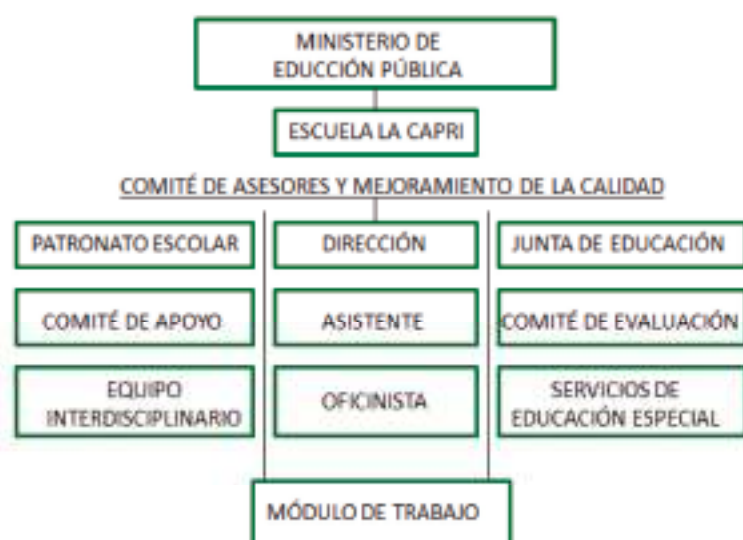 MINISTERIO DE
EDUCCIÓN PÚBLICA
ESCUELA LA CAPRI
COMITÉ DE ASESORES Y MEJORAMIENTO DE LA CALIDAD
PATRONATO ESCOLAR
DIRECCIÓN
JUNTA DE EDUCACIÓN
COMITÉ DE APOYO
ASISTENTE
COMITÉ DE EVALUACIÓN
EQUIPO
INTERDISCIPLINARIO
OFICINISTA
SERVICIOS DE
EDUCACIÓN ESPECIAL
MÓDULO DE TRABAJO